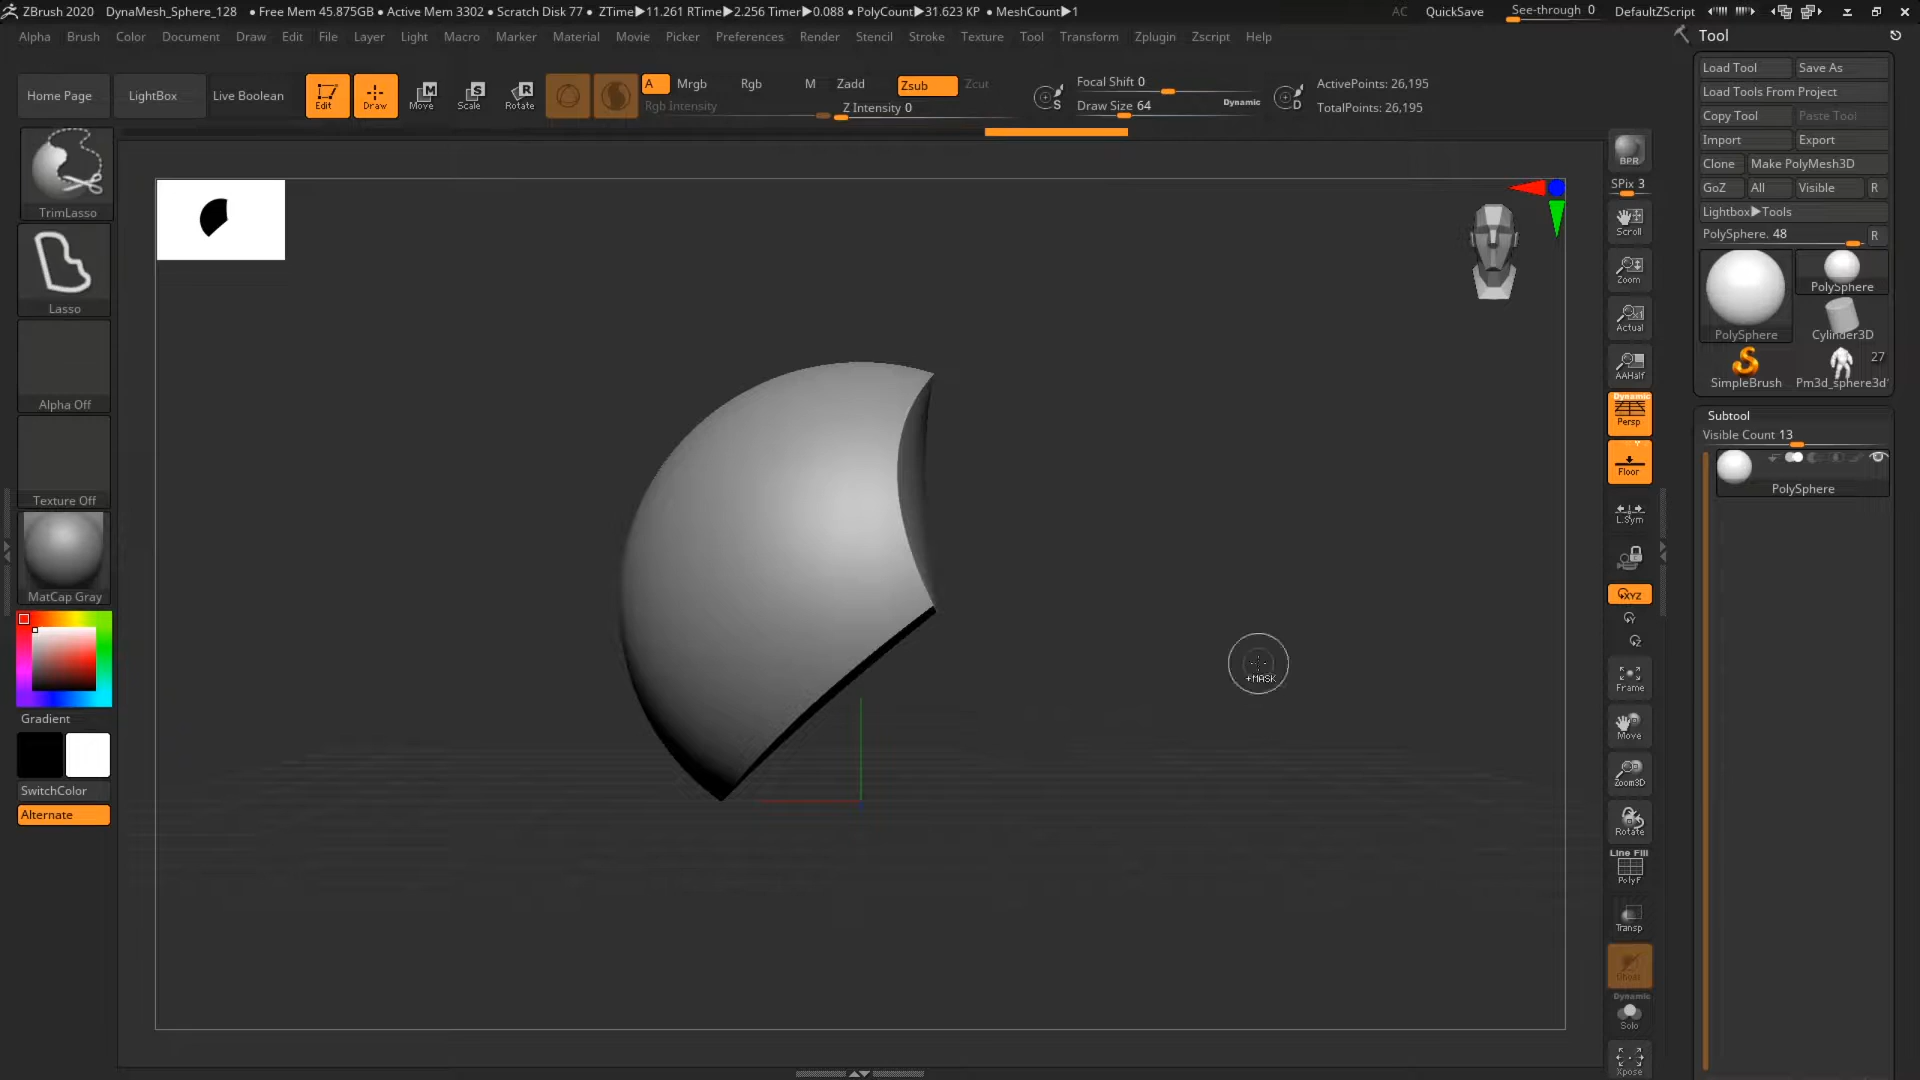 ZBrush 2020 DynaMesh_Sphere_128 • Free Mem 45.875GB • Active Mem 3302 • Scratch Disk 77 • ZTime▶11.261 RTime▶2.256 Timer▶0.088 • PolyCount▶31.623 KP • MeshCount▶1 AC QuickSave See-through 0 DefaultZScript
Alpha Brush Color Document Draw Edit File Layer Light Macro Marker Material Movie Picker Preferences Render Stencil Stroke Texture Tool Transform Zplugin Zscript Help
Tool
Load Tool Save As
Load Tools From Project
Copy Tool Paste Tool
Import Export
Clone Make PolyMesh3D
GoZ All Visible R
Lightbox▶Tools
PolySphere. 48 R
PolySphere
PolySphere Cylinder3D
27
SimpleBrush Pm3d_sphere3d
Subtool
Visible Count 13
PolySphere
Home Page LightBox Live Boolean
Edit Draw Move Scale Rotate
M S R
A Mrgb Rgb M Zadd Zsub Zcut
Rgb Intensity Z Intensity 0
S Focal Shift 0
Draw Size 64 Dynamic D
ActivePoints: 26,195
TotalPoints: 26,195
TrimLasso
Lasso
Alpha Off
Texture Off
MatCap Gray
Gradient
SwitchColor
Alternate
+MASK
BPR
SPix 3
Scroll
Zoom
Actual
AAHalf
Dynamic
Persp
Floor
L.Sym
XYZ
Y
Z
Frame
Move
Zoom3D
Rotate
Line Fill
PolyF
Transp
Ghost
Dynamic
Solo
Xpose